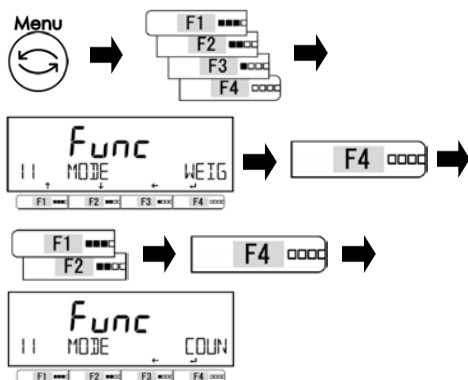 Menu
F1
F2
F3
F4
Func
11 MODE WEIG
F1 F2 F3 F4
F4
F1
F2
F4
Func
11 MODE COUN
F1 F2 F3 F4